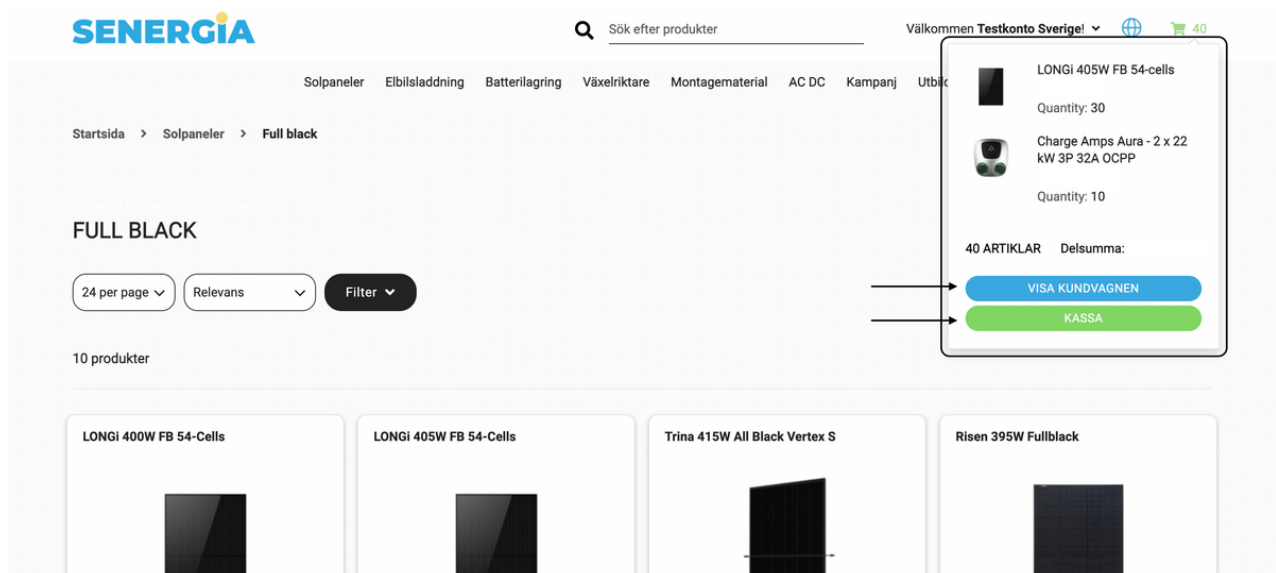 SENERGIA
Sök efter produkter
Välkommen Testkonto Sverige!
40
Solpaneler
Elbilsladdning
Batterilagring
Växelriktare
Montagematerial
AC DC
Kampanj
LONGi 405W FB 54-cells
Quantity: 30
Charge Amps Aura - 2 x 22
kW 3P 32A OCPP
Quantity: 10
40 ARTIKLAR Delsumma:
VISA KUNDVAGNEN
KASSA
Startsida > Solpaneler > Full black
FULL BLACK
24 per page
Relevans
Filter
10 produkter
LONGi 400W FB 54-Cells
LONGi 405W FB 54-Cells
Trina 415W All Black Vertex S
Risen 395W Fullblack